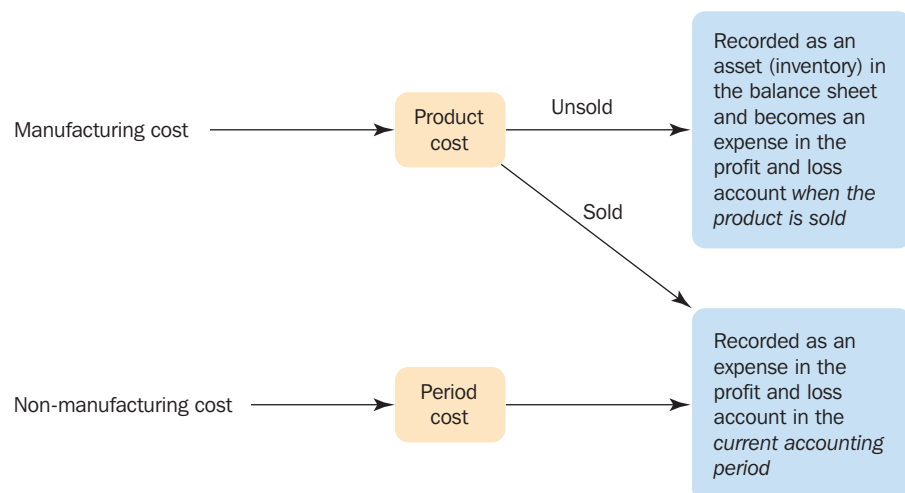 Manufacturing cost
Product
cost
Unsold
Sold
Recorded as an
asset (inventory) in
the balance sheet
and becomes an
expense in the
profit and loss
account when the
product is sold
Non-manufacturing cost
Period
cost
Recorded as an
expense in the
profit and loss
account in the
current accounting
period